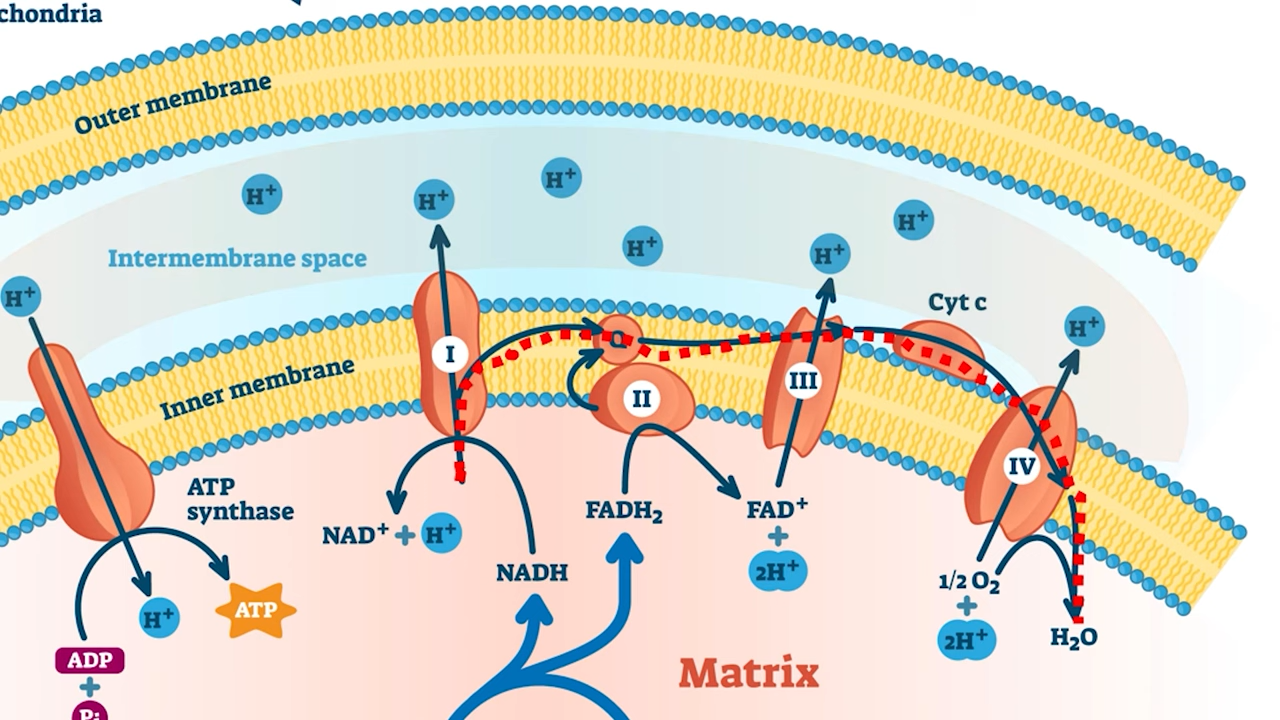 chondria
Outer membrane
H+
H+
H+
H+
H+
H+
Intermembrane space
H+
Cyt c
H+
Q
I
III
II
Inner membrane
IV
ATP
synthase
NAD+ + H+
FADH2
FAD+
+
2H+
NADH
1/2 O2
+
2H+
H2O
H+
ATP
ADP
+
Pi
Matrix